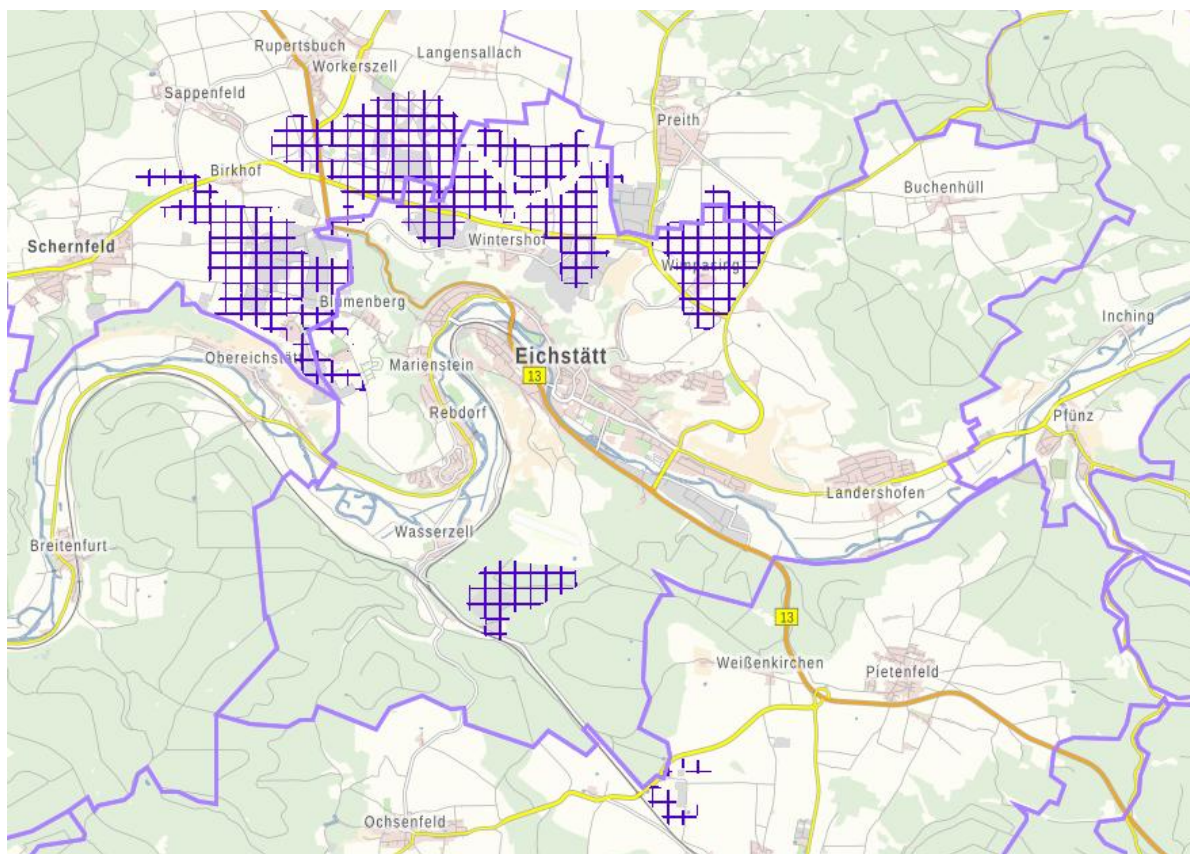 Rupertsbuch
Workerszell
Langensallach
Sappenfeld
Preith
Birkhof
Buchenhüll
Schernfeld
Wintershof
Wimpasing
Blumenberg
Inching
Obereichstätt
Marienstein
Eichstätt
13
Rebdorf
Pfünz
Landershofen
Wasserzell
Breitenfurt
13
Weißenkirchen
Pietenfeld
Ochsenfeld